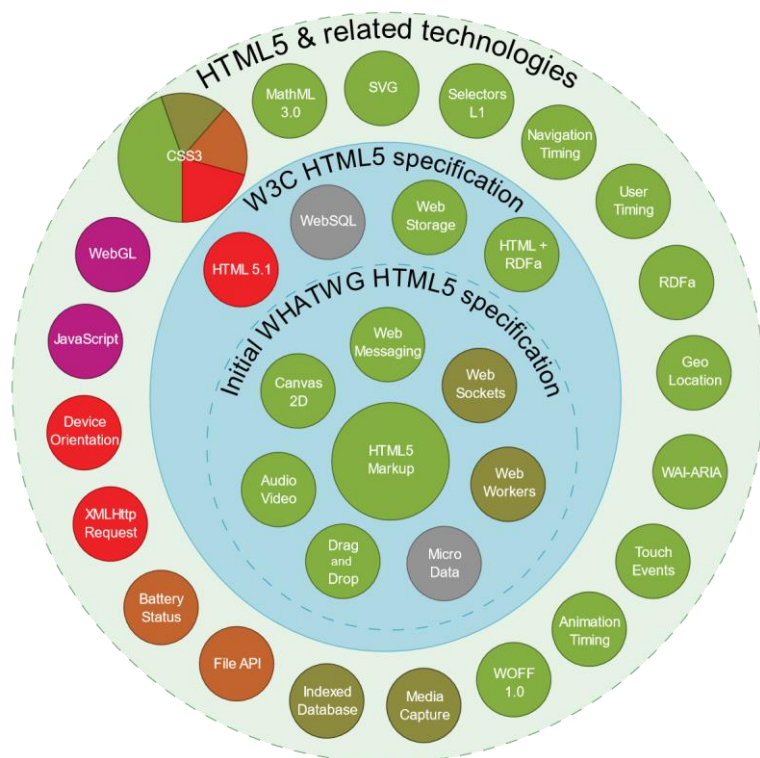 HTML5 & related technologies
MathML
3.0
SVG
Selectors
L1
Navigation
Timing
User
Timing
RDFa
Geo
Location
WAI-ARIA
Touch
Events
Animation
Timing
WOFF
1.0
Media
Capture
Indexed
Database
File API
Battery
Status
XMLHttp
Request
Device
Orientation
JavaScript
WebGL
CSS3
W3C HTML5 specification
HTML 5.1
WebSQL
Web
Storage
HTML +
RDFa
Initial WHATWG HTML5 specification
Web
Messaging
Canvas
2D
Web
Sockets
HTML5
Markup
Audio
Video
Web
Workers
Drag
and
Drop
Micro
Data